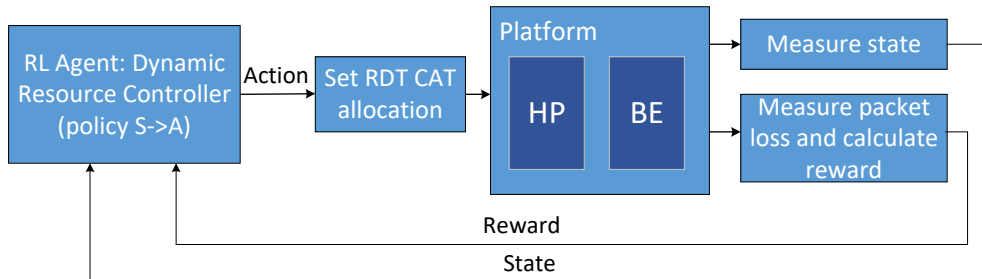 RL Agent: Dynamic
Resource Controller
(policy S->A)
Action
Set RDT CAT
allocation
Platform
HP
BE
Measure state
Measure packet
loss and calculate
reward
Reward
State